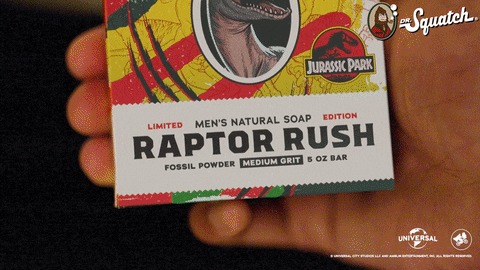 DR. SQUATCH®
JURASSIC PARK
LIMITED MEN'S NATURAL SOAP EDITION
RAPTOR RUSH
FOSSIL POWDER MEDIUM GRIT 5 OZ BAR
UNIVERSAL
© UNIVERSAL CITY STUDIOS LLC AND AMBLIN ENTERTAINMENT, INC. ALL RIGHTS RESERVED.